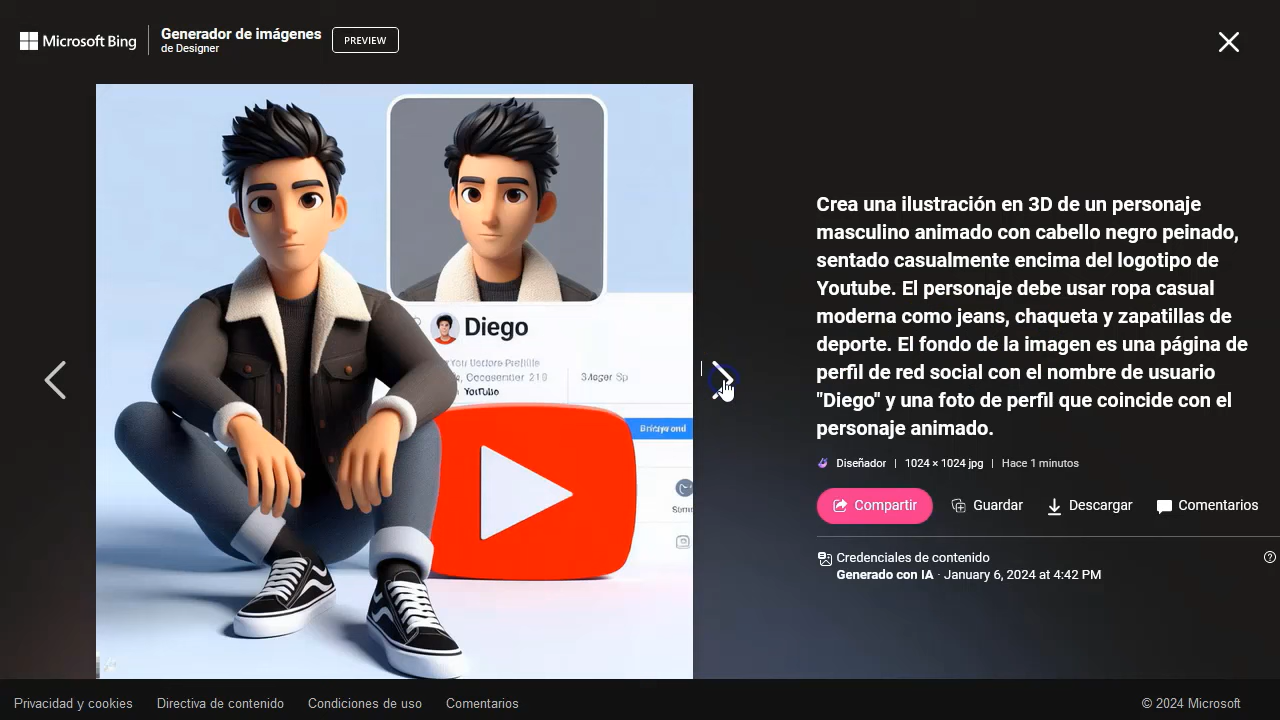 Microsoft Bing
Generador de imágenes
de Designer
PREVIEW
Diego
YouTube
Crea una ilustración en 3D de un personaje
masculino animado con cabello negro peinado,
sentado casualmente encima del logotipo de
Youtube. El personaje debe usar ropa casual
moderna como jeans, chaqueta y zapatillas de
deporte. El fondo de la imagen es una página de
perfil de red social con el nombre de usuario
"Diego" y una foto de perfil que coincide con el
personaje animado.
Diseñador | 1024 × 1024 jpg | Hace 1 minutos
Compartir
Guardar
Descargar
Comentarios
Credenciales de contenido
Generado con IA · January 6, 2024 at 4:42 PM
Privacidad y cookies
Directiva de contenido
Condiciones de uso
Comentarios
© 2024 Microsoft